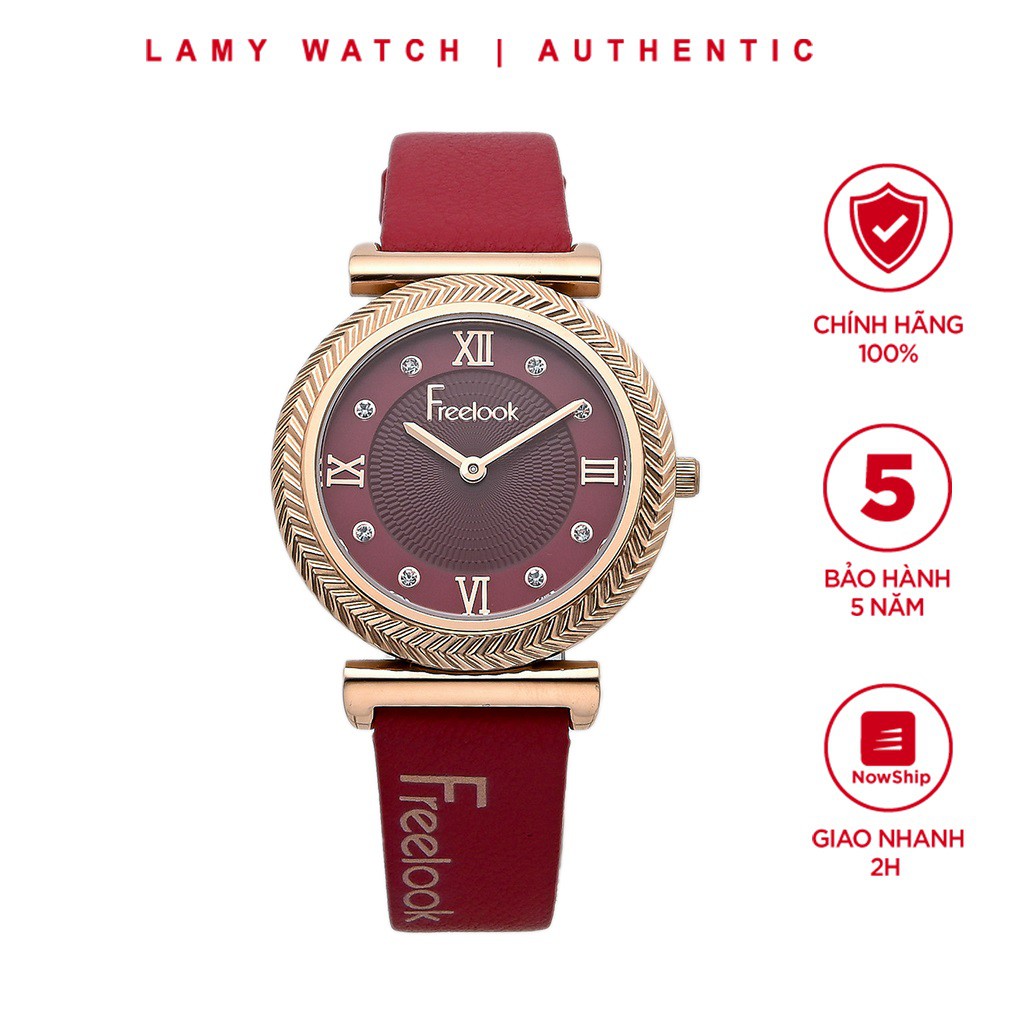 LAMY WATCH | AUTHENTIC
XII
Freelook
IX
III
VI
Freelook
CHÍNH HÃNG
100%
5
BẢO HÀNH
5 NĂM
NowShip
GIAO NHANH
2H